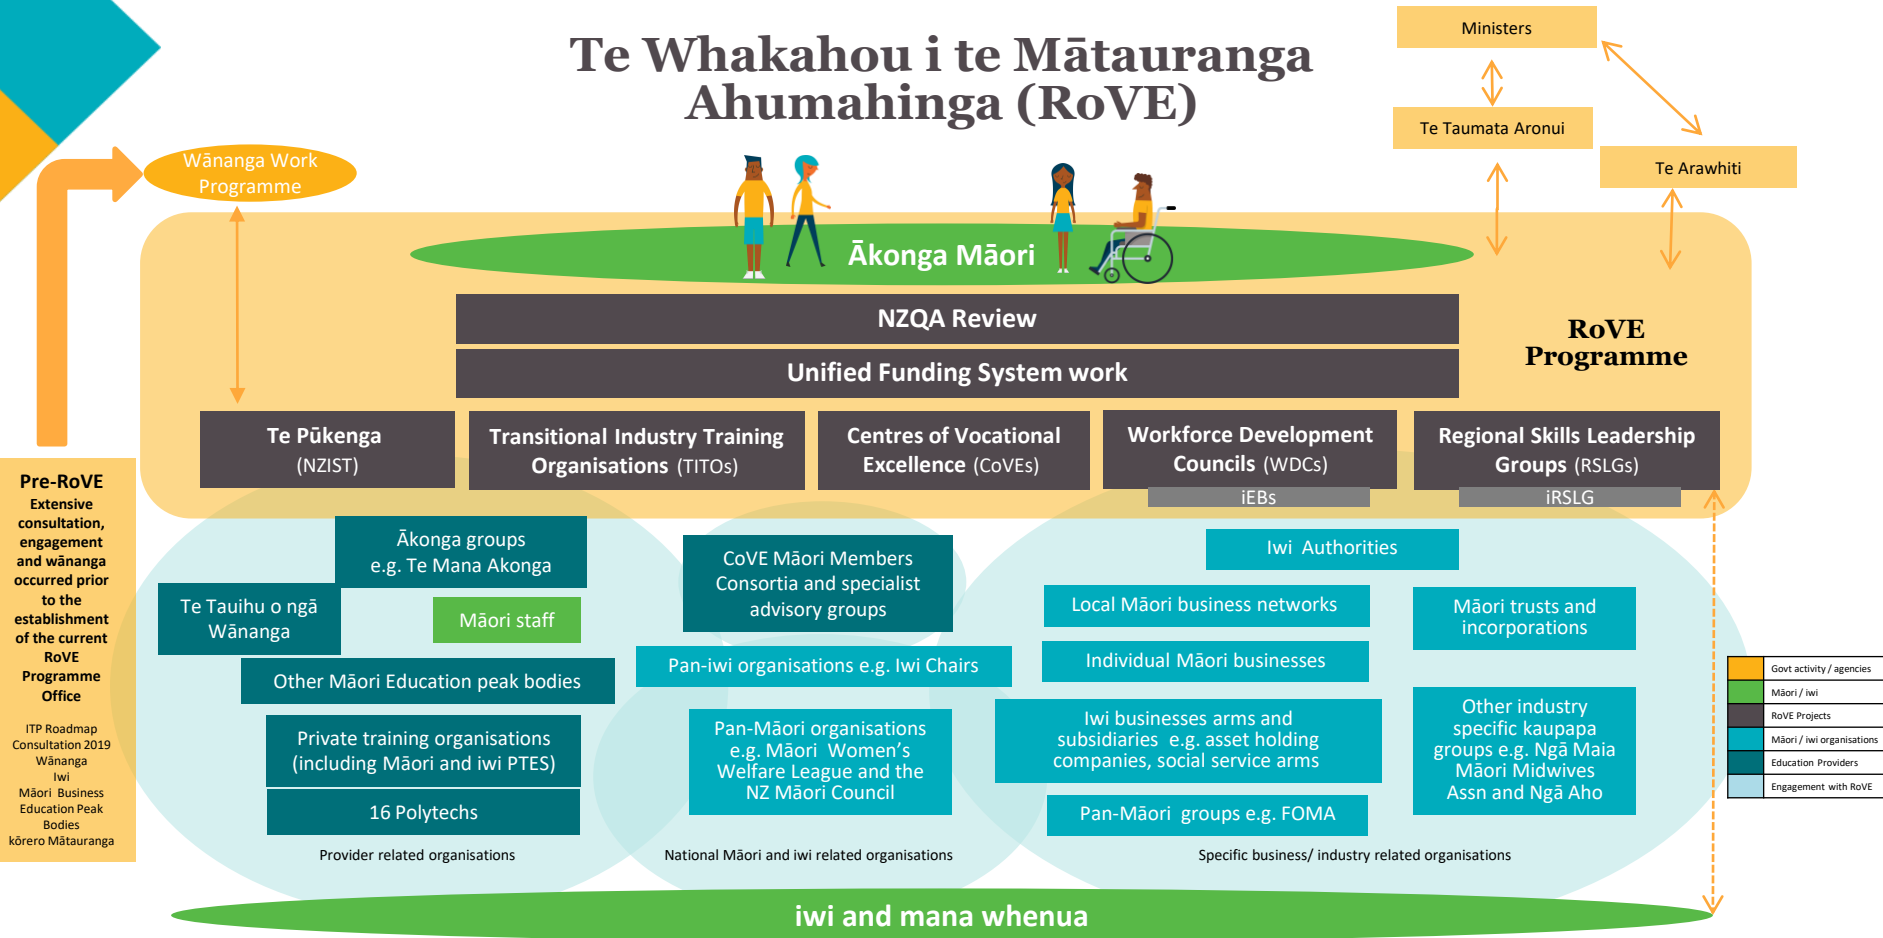 Te Whakahou i te Mātauranga
Ahumahinga (RoVE)
Ministers
Te Taumata Aronui
Te Arawhiti
Wānanga Work
Programme
Ākonga Māori
NZQA Review
Unified Funding System work
RoVE
Programme
Te Pūkenga
(NZIST)
Transitional Industry Training
Organisations (TITOs)
Centres of Vocational
Excellence (CoVEs)
Workforce Development
Councils (WDCs)
iEBs
Regional Skills Leadership
Groups (RSLGs)
iRSLG
Pre-RoVE
Extensive
consultation,
engagement
and wānanga
occurred prior
to the
establishment
of the current
RoVE
Programme
Office
ITP Roadmap
Consultation 2019
Wānanga
Iwi
Māori Business
Education Peak
Bodies
kōrero Mātauranga
Ākonga groups
e.g. Te Mana Akonga
Te Tauihu o ngā
Wānanga
Māori staff
Other Māori Education peak bodies
Private training organisations
(including Māori and iwi PTES)
16 Polytechs
Provider related organisations
CoVE Māori Members
Consortia and specialist
advisory groups
Pan-iwi organisations e.g. Iwi Chairs
Pan-Māori organisations
e.g. Māori Women's
Welfare League and the
NZ Māori Council
National Māori and iwi related organisations
Iwi Authorities
Local Māori business networks
Individual Māori businesses
Iwi businesses arms and
subsidiaries e.g. asset holding
companies, social service arms
Pan-Māori groups e.g. FOMA
Māori trusts and
incorporations
Other industry
specific kaupapa
groups e.g. Ngā Maia
Māori Midwives
Assn and Ngā Aho
Specific business/ industry related organisations
Govt activity / agencies
Māori / iwi
RoVE Projects
Māori / iwi organisations
Education Providers
Engagement with RoVE
iwi and mana whenua